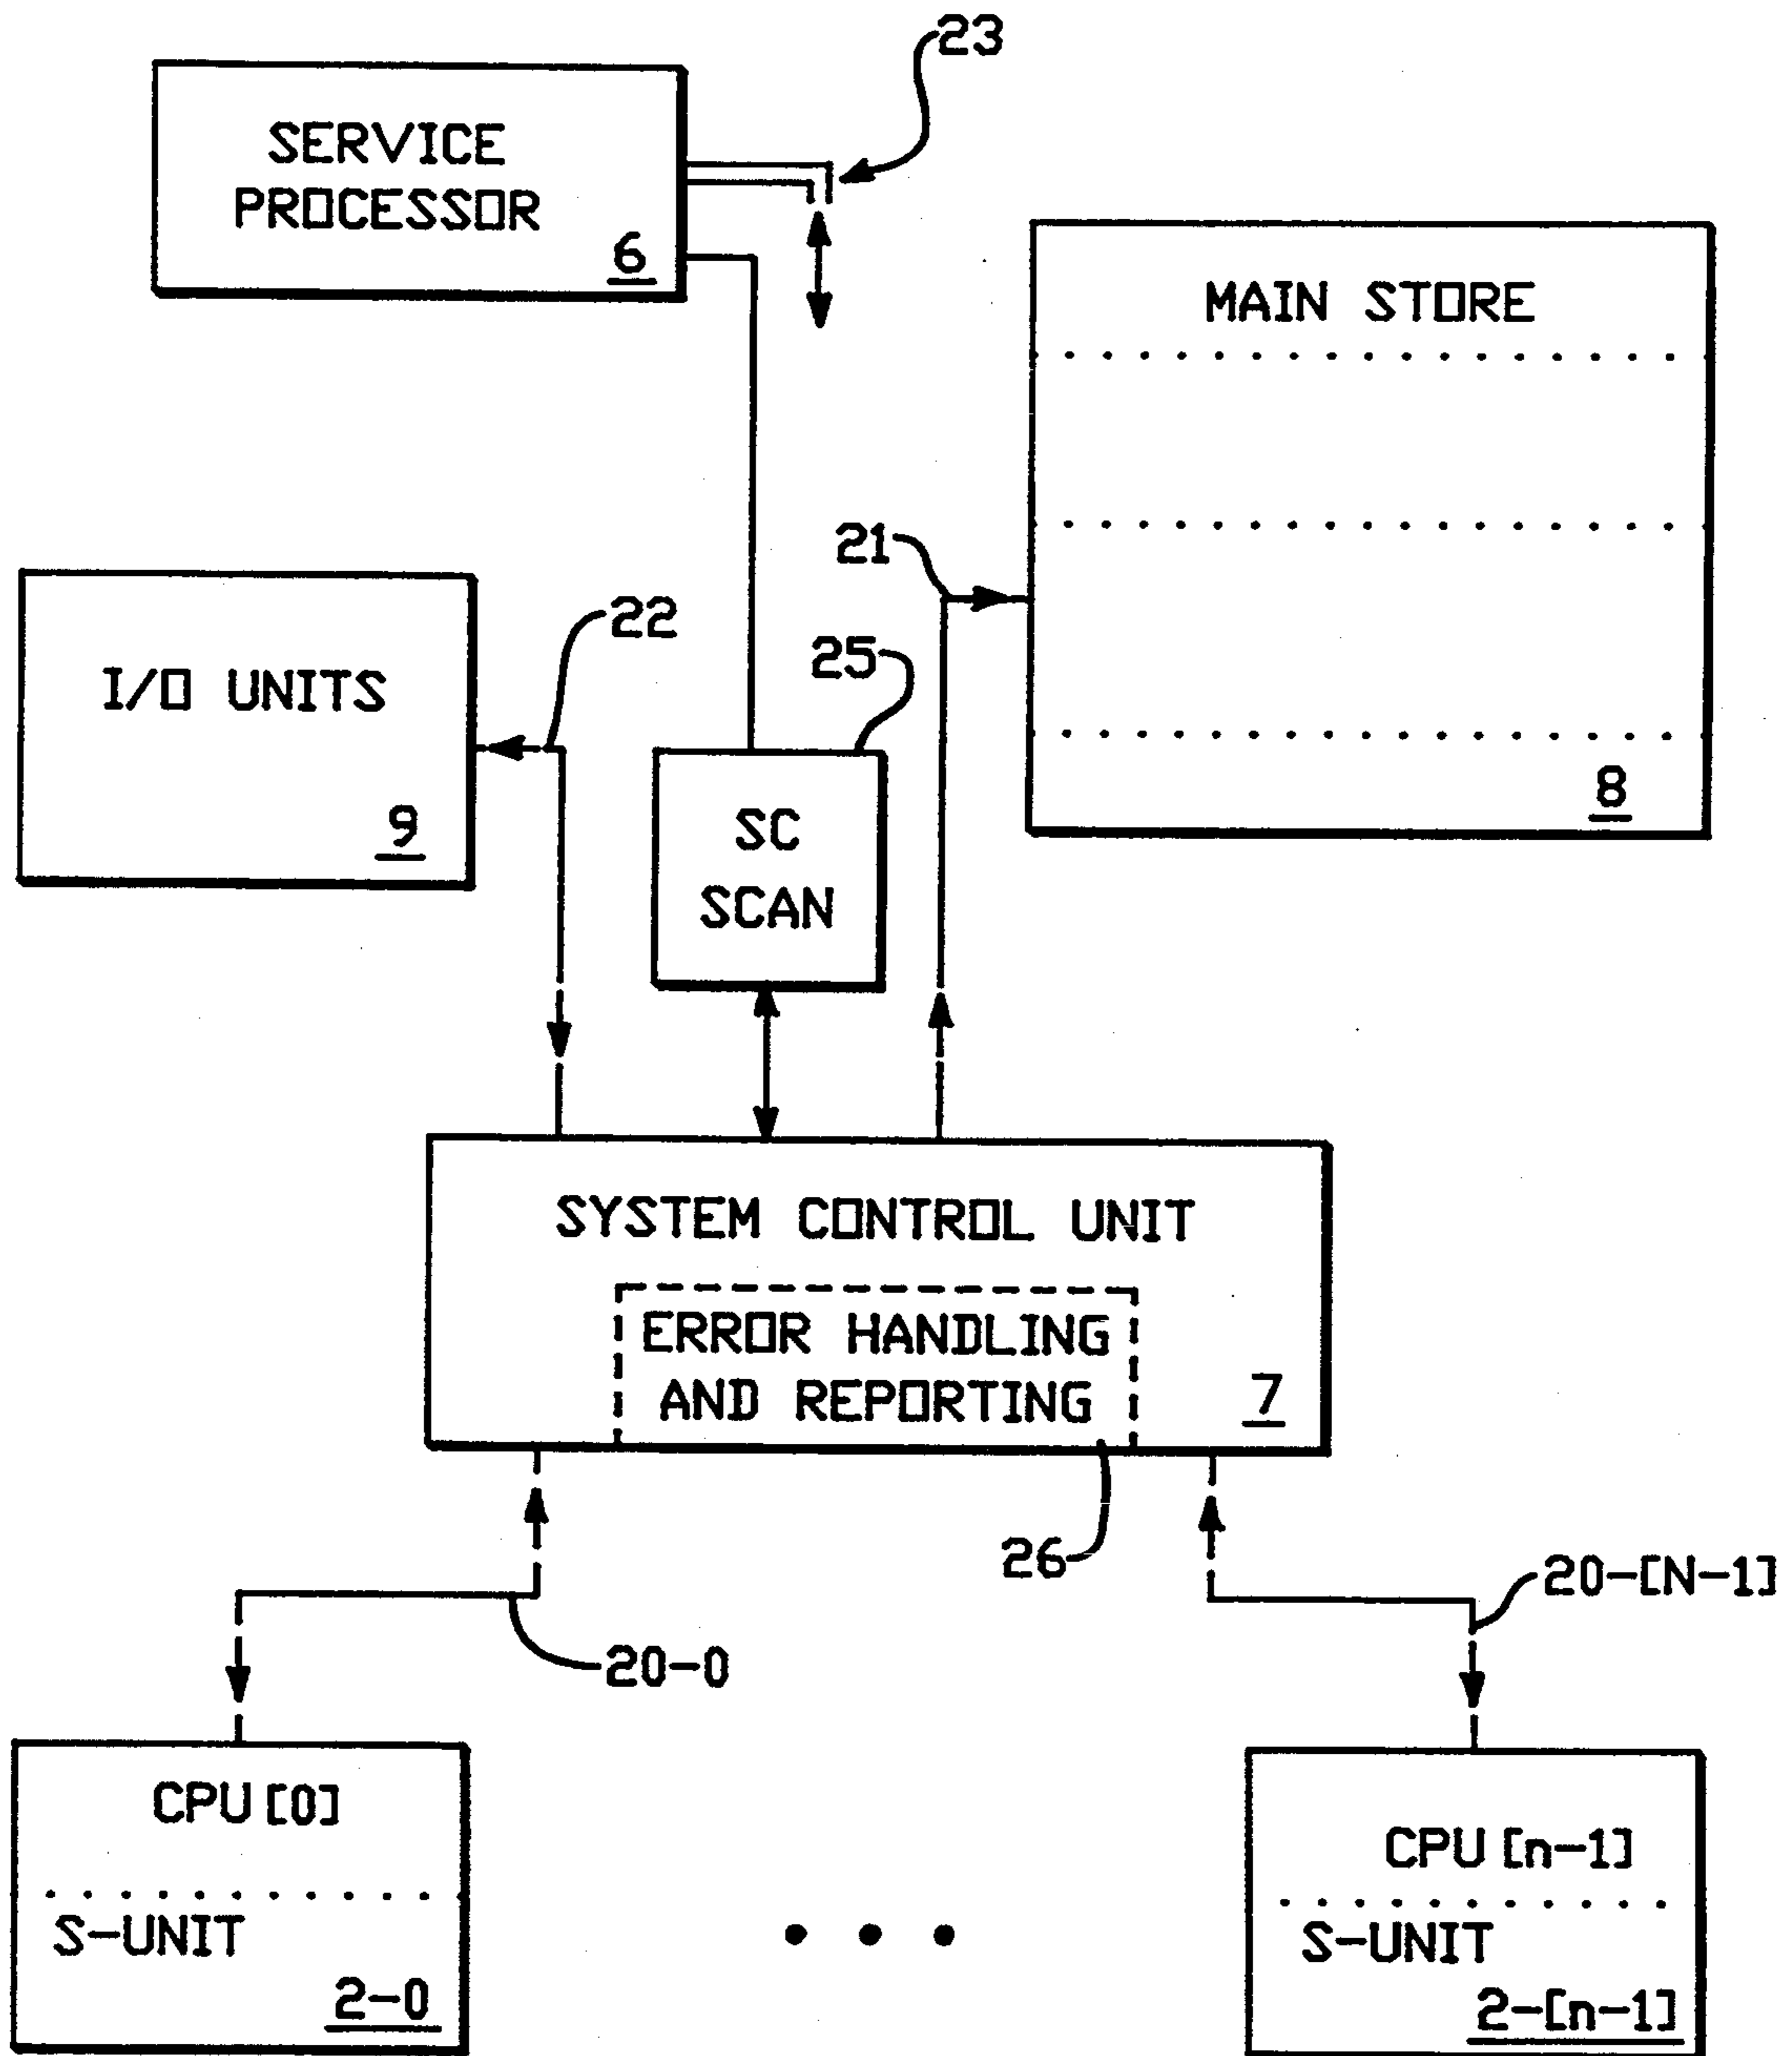 23
SERVICE
PROCESSOR
6
MAIN STORE
21
22
25
I/O UNITS
9
8
SC
SCAN
SYSTEM CONTROL UNIT
ERROR HANDLING
AND REPORTING
7
26
20-[N-1]
20-0
CPU[0]
S-UNIT
2-0
CPU[n-1]
S-UNIT
2-[n-1]